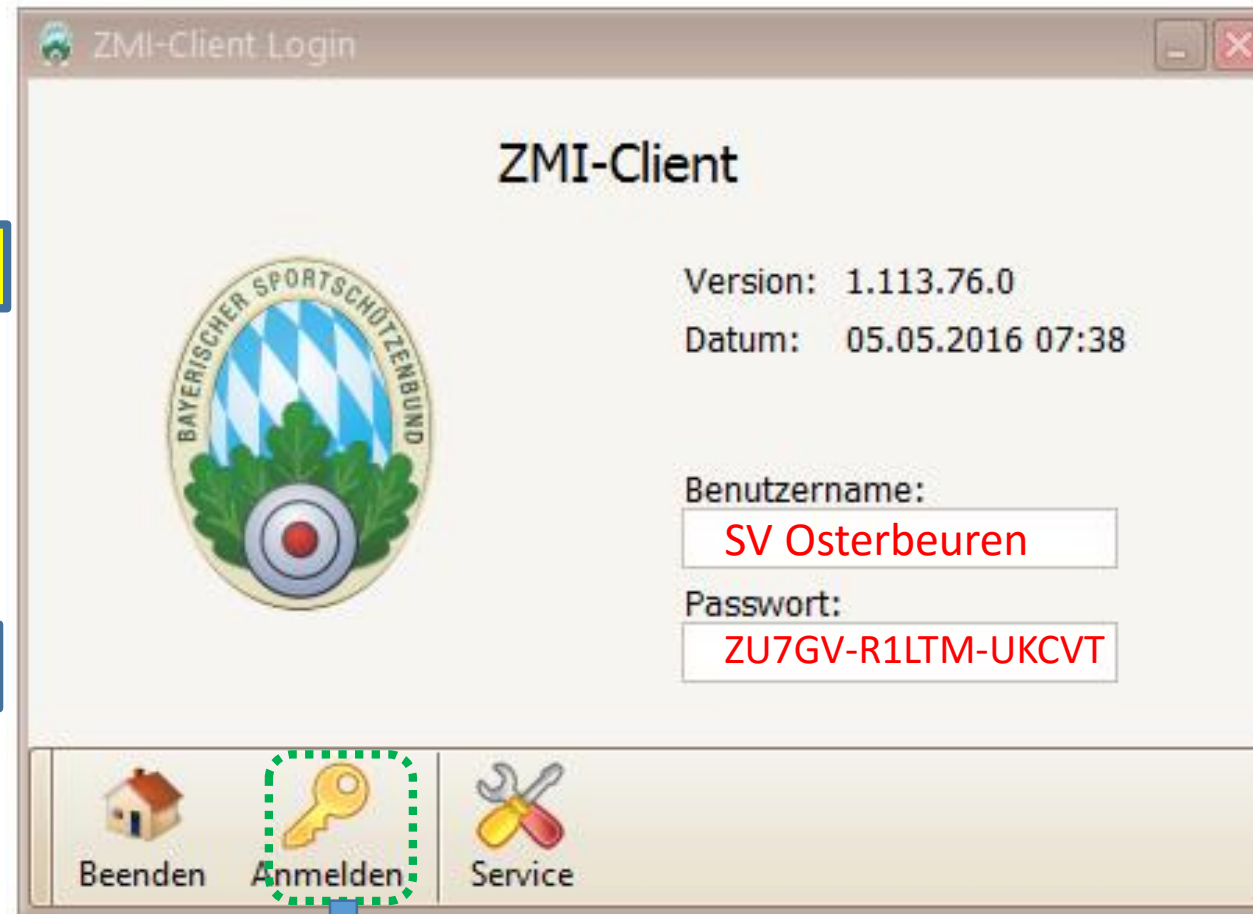 ZMI-Client Login
ZMI-Client
BAYERISCHER SPORTSCHÜTZENBUND
Version: 1.113.76.0
Datum: 05.05.2016 07:38
Benutzername:
SV Osterbeuren
Passwort:
ZU7GV-R1LTM-UKCVT
Beenden Anmelden Service